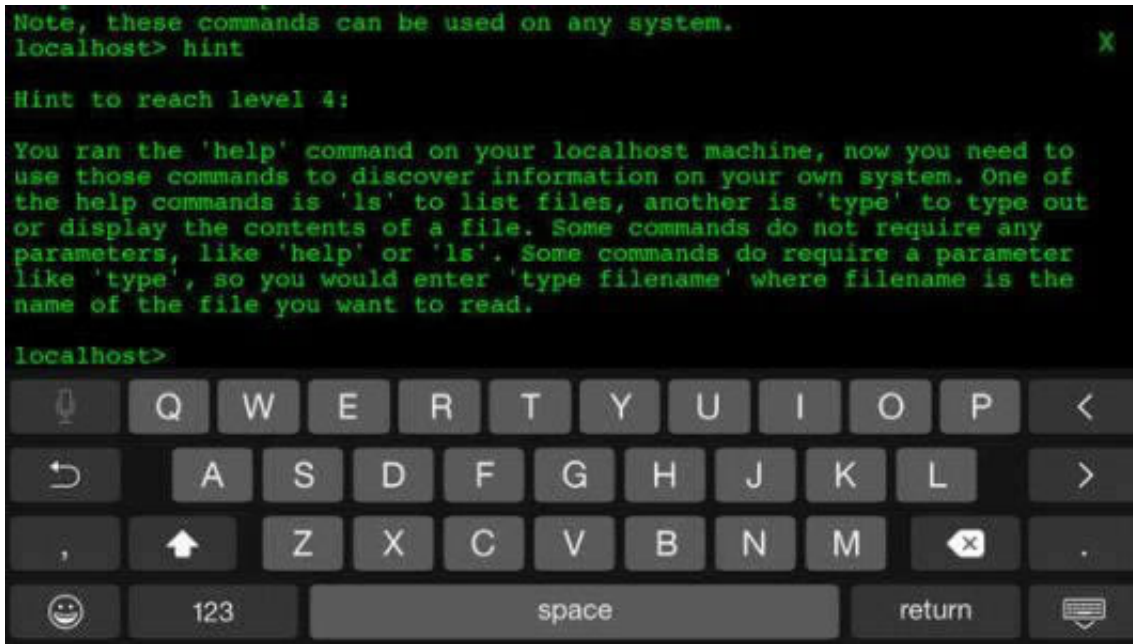 Note, these commands can be used on any system.
localhost> hint
X
Hint to reach level 4:
You ran the 'help' command on your localhost machine, now you need to
use those commands to discover information on your own system. One of
the help commands is 'ls' to list files, another is 'type' to type out
or display the contents of a file. Some commands do not require any
parameters, like 'help' or 'ls'. Some commands do require a parameter
like 'type', so you would enter 'type filename' where filename is the
name of the file you want to read.
localhost>
Q W E R T Y U I O P <
A S D F G H J K L >
, Z X C V B N M .
123 space return